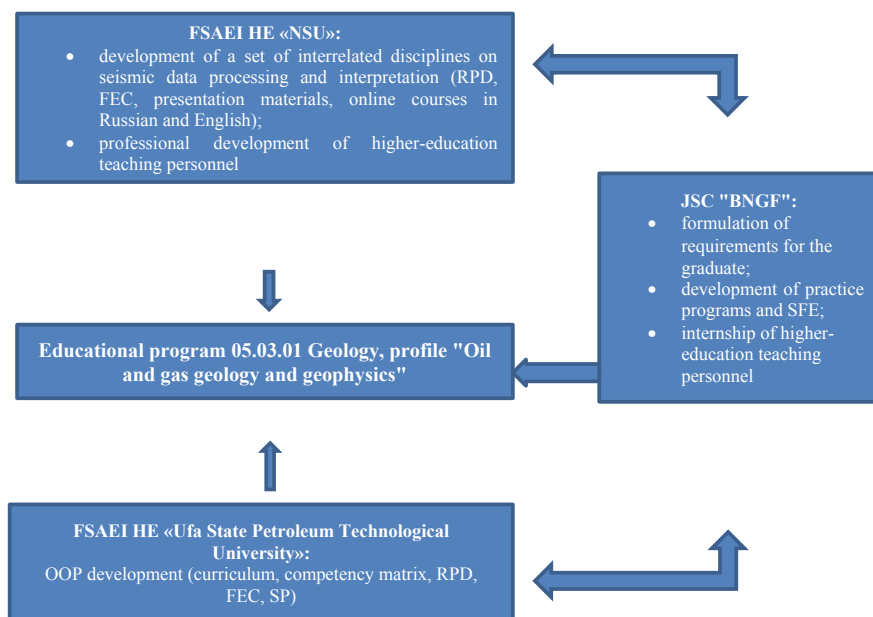 FSAEI HE «NSU»:
• development of a set of interrelated disciplines on
seismic data processing and interpretation (RPD,
FEC, presentation materials, online courses in
Russian and English);
• professional development of higher-education
teaching personnel
JSC "BNGF":
• formulation of
requirements for the
graduate;
• development of practice
programs and SFE;
• internship of higher-
education teaching
personnel
Educational program 05.03.01 Geology, profile "Oil
and gas geology and geophysics"
FSAEI HE «Ufa State Petroleum Technological
University»:
OOP development (curriculum, competency matrix, RPD,
FEC, SP)